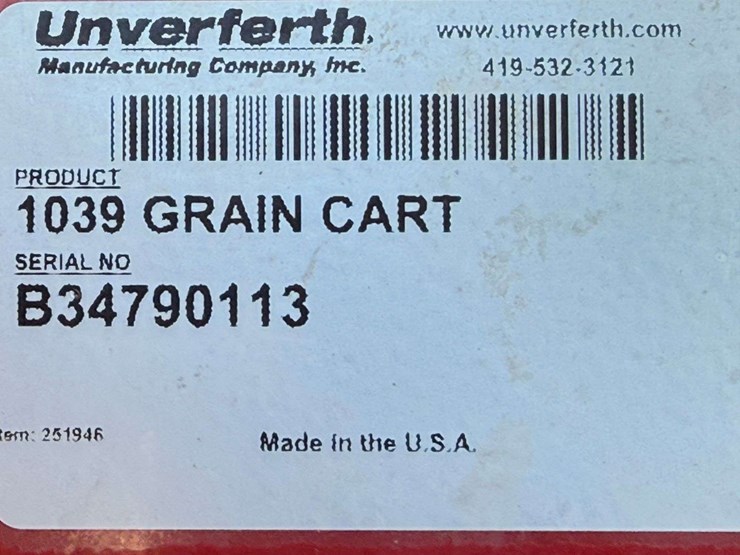 Unverferth®
www.unverferth.com
Manufacturing Company, Inc.
419-532-3121
PRODUCT
1039 GRAIN CART
SERIAL NO
B34790113
Item: 251946
Made in the U.S.A.